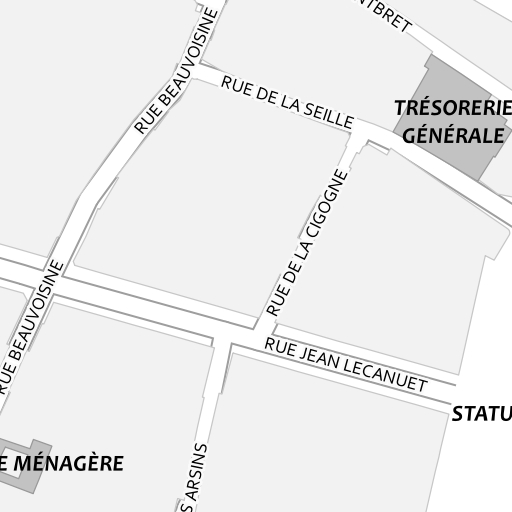 NTBRET
RUE BEAUVOISINE
RUE DE LA SEILLE
TRÉSORERIE
GÉNÉRALE
RUE DE LA CIGOGNE
RUE BEAUVOISINE
RUE JEAN LECANUET
STATU
E MÉNAGÈRE
S ARSINS